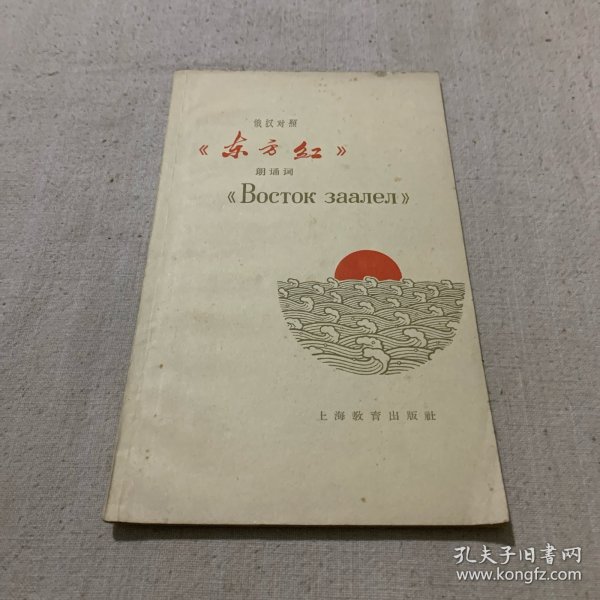 俄汉对照
《东方红》
朗诵词
《Восток заалел》
上海教育出版社
孔夫子旧书网
www.kongfz.com